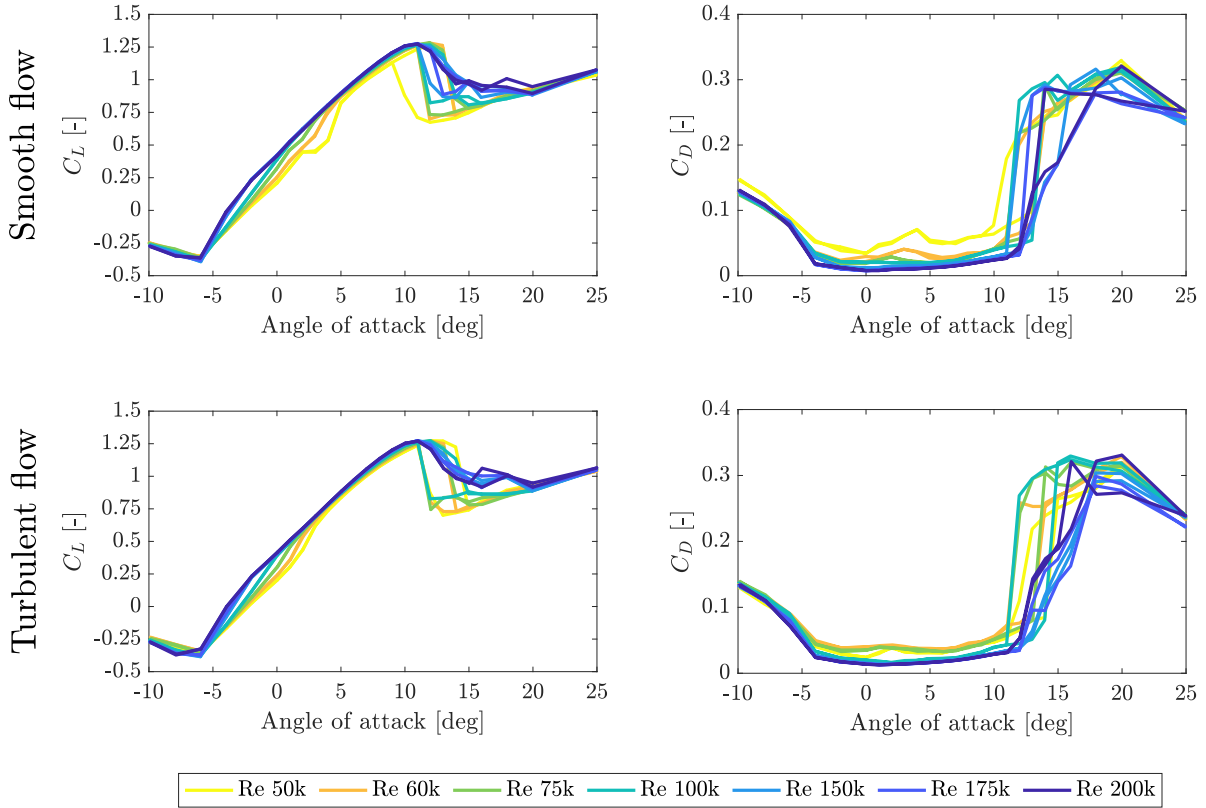 Smooth flow
1.5
1.25
1
0.75
0.5
0.25
0
-0.25
-0.5
C_L [-]
-10 -5 0 5 10 15 20 25
Angle of attack [deg]
0.4
0.3
0.2
0.1
0
C_D [-]
-10 -5 0 5 10 15 20 25
Angle of attack [deg]
Turbulent flow
1.5
1.25
1
0.75
0.5
0.25
0
-0.25
-0.5
C_L [-]
-10 -5 0 5 10 15 20 25
Angle of attack [deg]
0.4
0.3
0.2
0.1
0
C_D [-]
-10 -5 0 5 10 15 20 25
Angle of attack [deg]
Re 50k Re 60k Re 75k Re 100k Re 150k Re 175k Re 200k